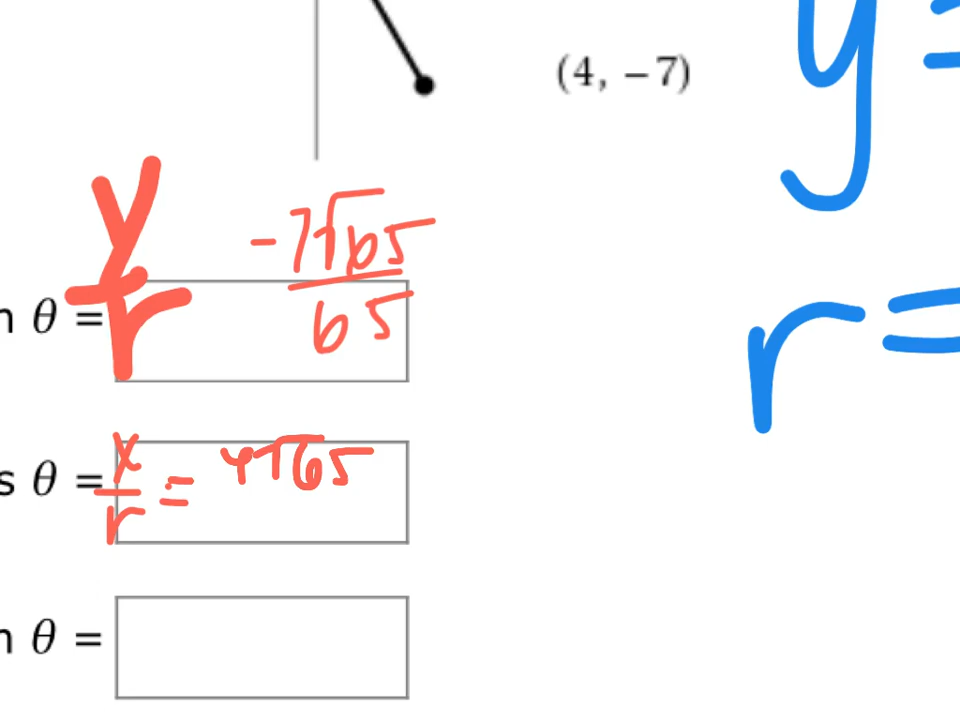 (4, −7)
y =
n θ = y/r -7√65/65
r =
s θ = x/r = 4√65
n θ =